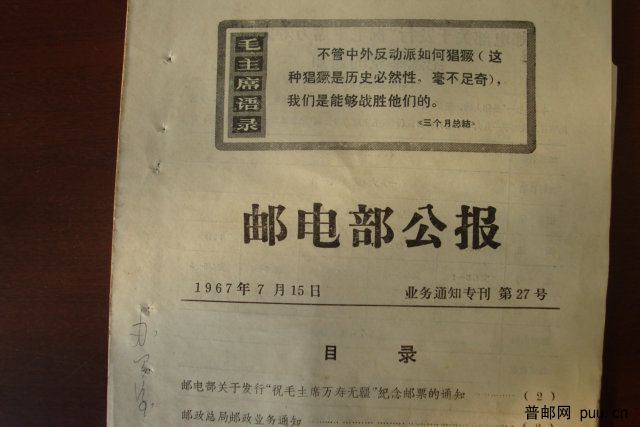 毛主席语录
不管中外反动派如何猖獗（这
种猖獗是历史必然性，毫不足奇），
我们是能够战胜他们的。
《三个月总结》
邮电部公报
1967年7月15日 业务通知专刊 第27号
目录
邮电部关于发行“祝毛主席万寿无疆”纪念邮票的通知 ……（2）
邮政总局邮政业务通知
普邮网 puu.cn